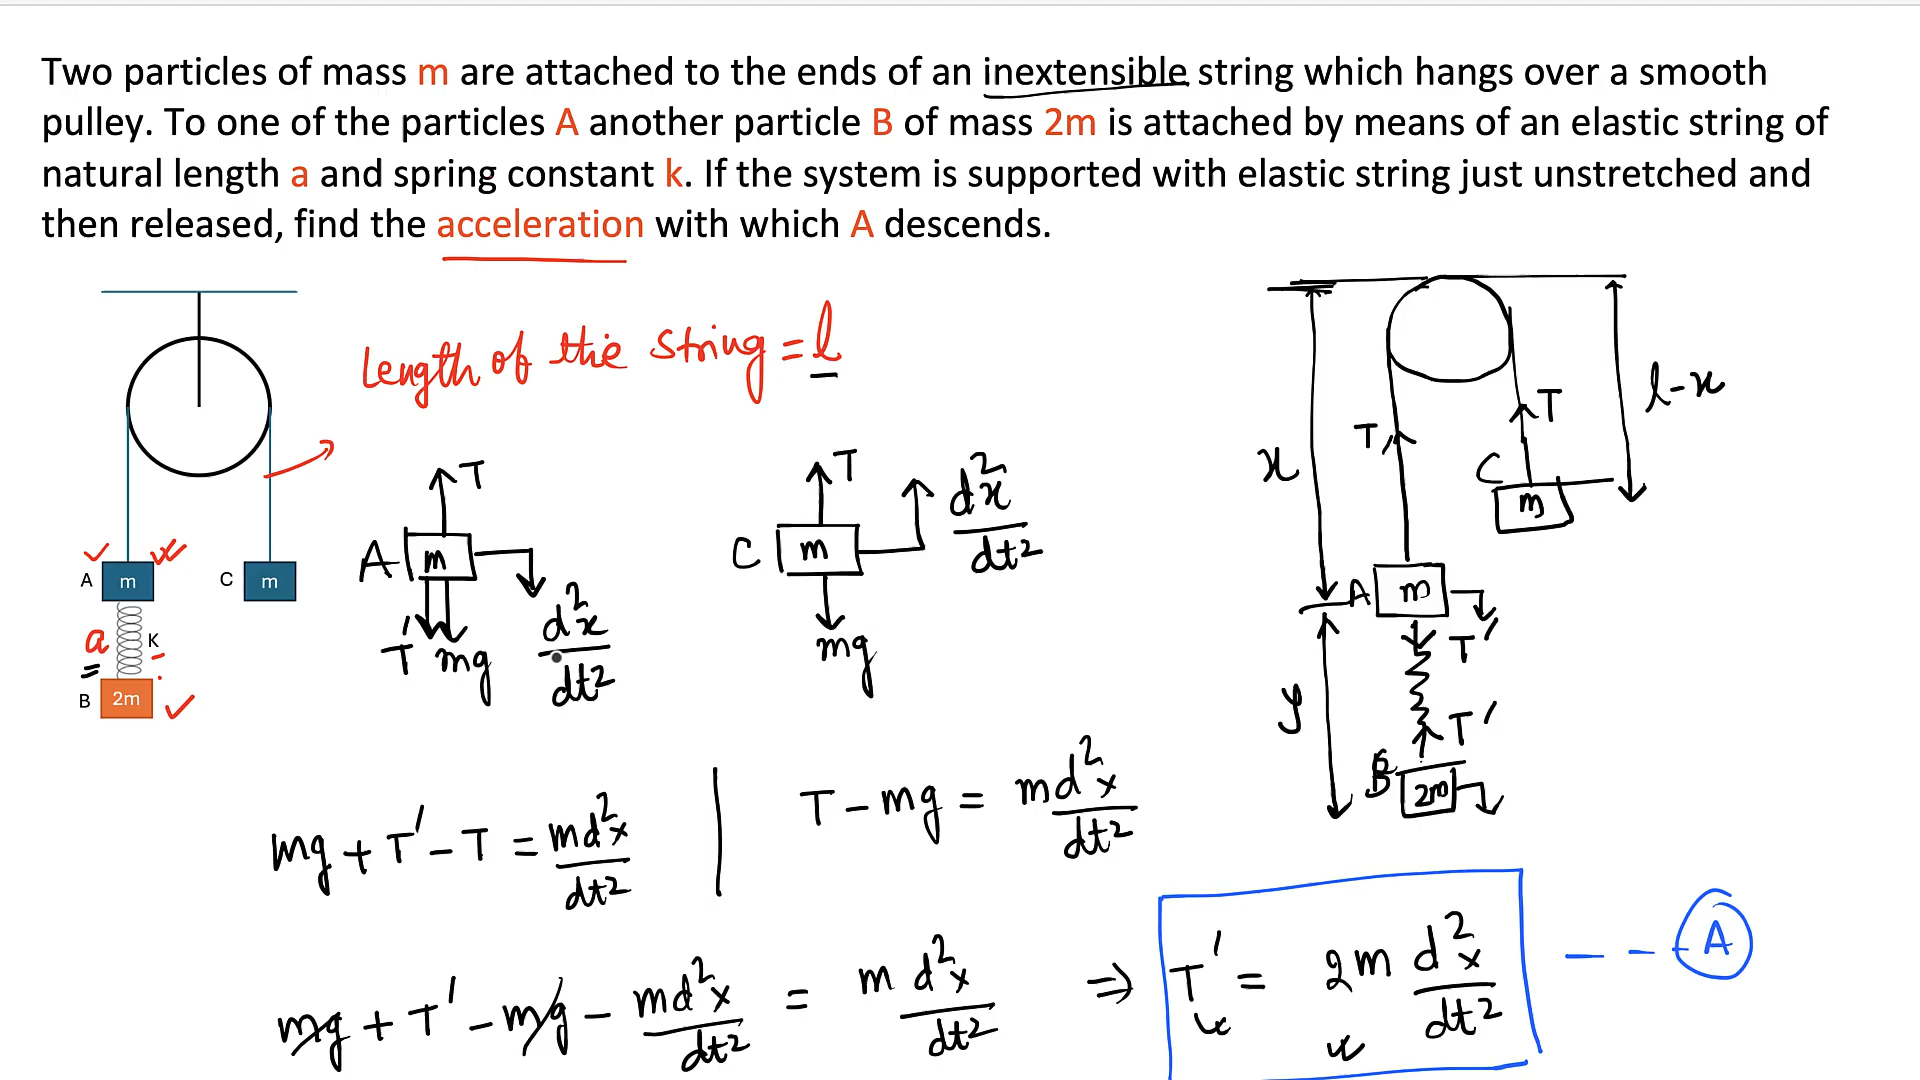 Two particles of mass m are attached to the ends of an inextensible string which hangs over a smooth
pulley. To one of the particles A another particle B of mass 2m is attached by means of an elastic string of
natural length a and spring constant k. If the system is supported with elastic string just unstretched and
then released, find the acceleration with which A descends.
Length of the string = l
A m
C m
a K
B 2m
T
A m
T' mg d²x/dt²
T
C m d²x/dt²
mg
x
T
T
l-x
C
m
A m
T'
y
T'
B 2m
mg + T' - T = md²x/dt²
T - mg = md²x/dt²
mg + T' - mg - md²x/dt² = m d²x/dt² ⇒ T' = 2m d²x/dt² --- A